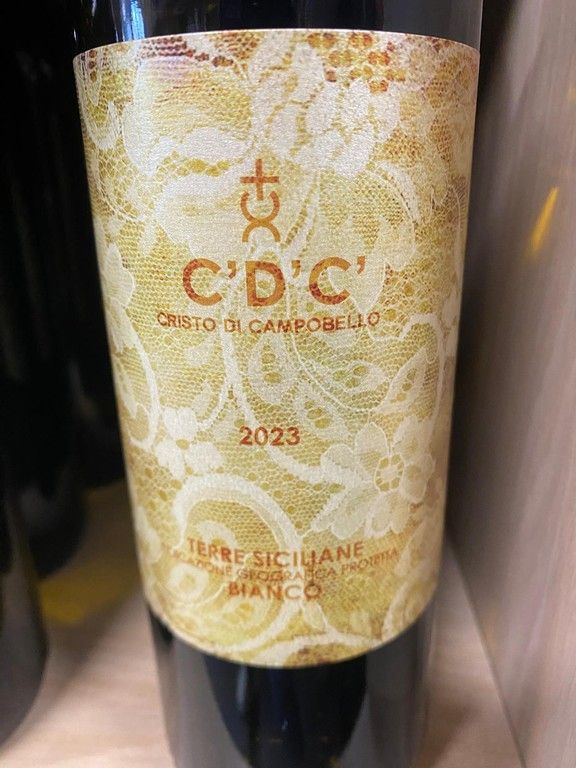 C'D'C'
CRISTO DI CAMPOBELLO
2023
TERRE SICILIANE
INDICAZIONE GEOGRAFICA PROTETTA
BIANCO